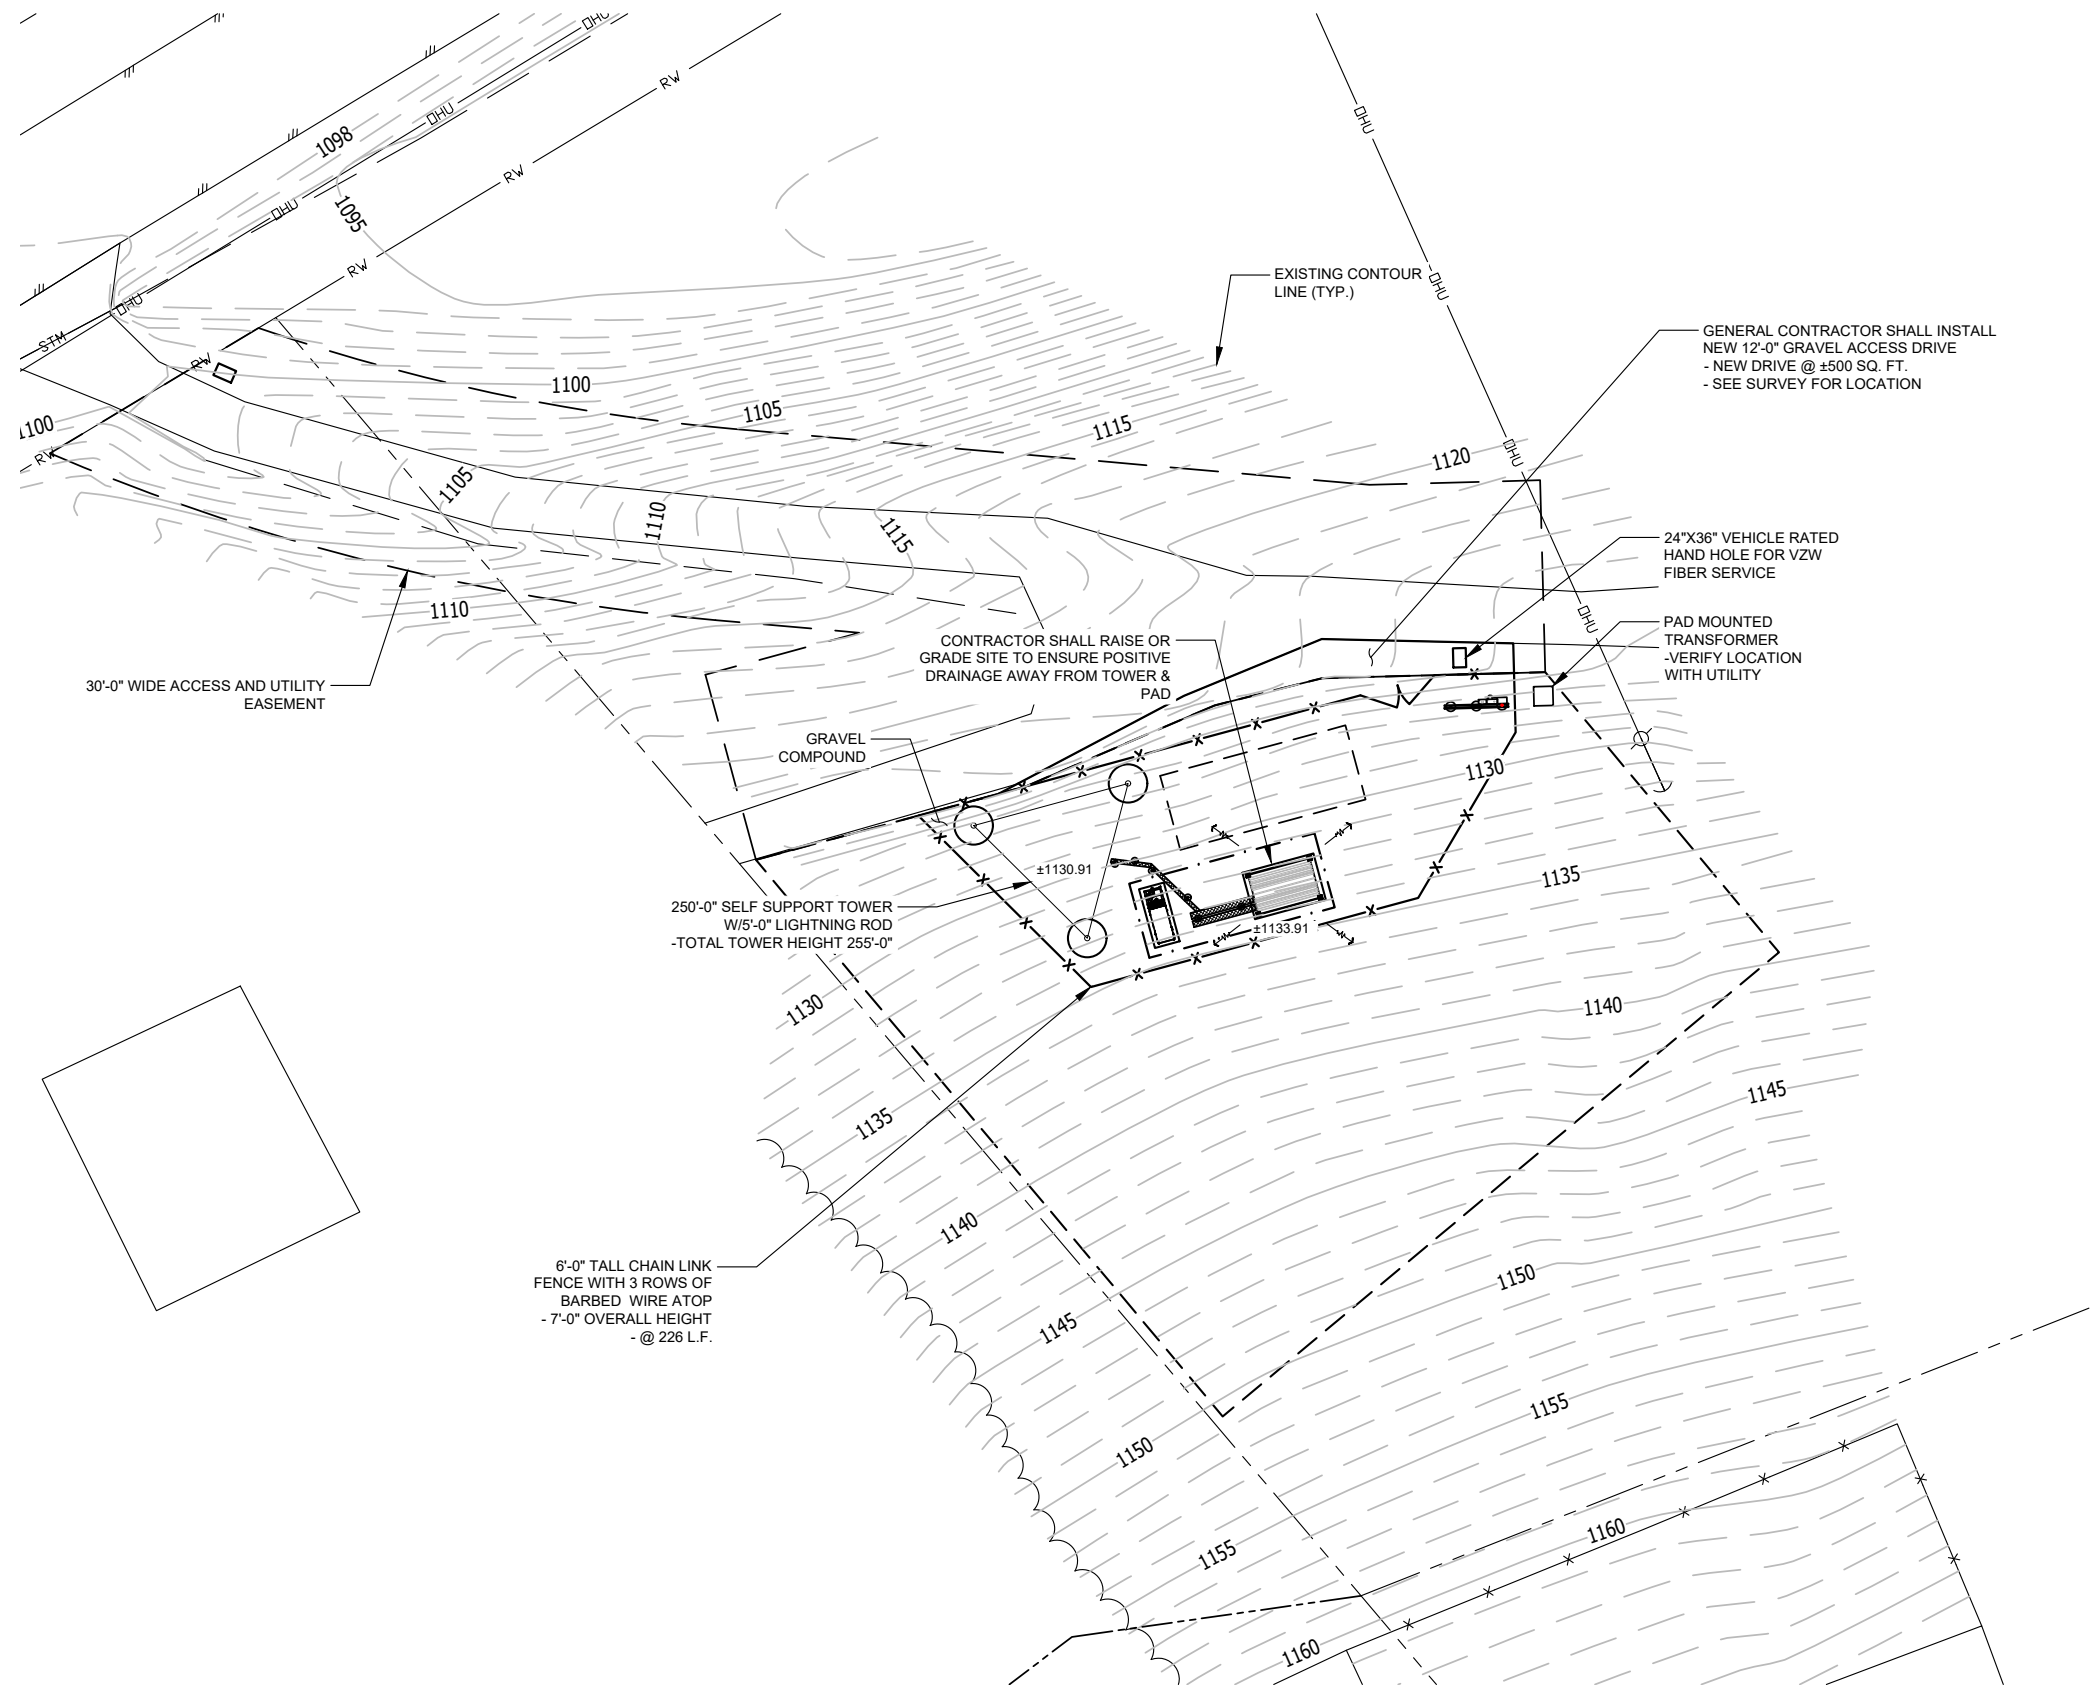 OHU
1098
OHU
RW
OHU
1095
RW
OHU
RW
EXISTING CONTOUR
LINE (TYP.)
OHU
OHU
GENERAL CONTRACTOR SHALL INSTALL
NEW 12'-0" GRAVEL ACCESS DRIVE
- NEW DRIVE @ ±500 SQ. FT.
- SEE SURVEY FOR LOCATION
STM
RW
1100
1105
1115
1100
RW
1120
OHU
1105
1110
1115
24"X36" VEHICLE RATED
HAND HOLE FOR VZW
FIBER SERVICE
1110
OHU
PAD MOUNTED
TRANSFORMER
-VERIFY LOCATION
WITH UTILITY
CONTRACTOR SHALL RAISE OR
GRADE SITE TO ENSURE POSITIVE
DRAINAGE AWAY FROM TOWER &
PAD
30'-0" WIDE ACCESS AND UTILITY
EASEMENT
GRAVEL
COMPOUND
1130
±1130.91
1135
250'-0" SELF SUPPORT TOWER
W/5'-0" LIGHTNING ROD
-TOTAL TOWER HEIGHT 255'-0"
±1133.91
1130
1140
1145
1135
1140
6'-0" TALL CHAIN LINK
FENCE WITH 3 ROWS OF
BARBED WIRE ATOP
- 7'-0" OVERALL HEIGHT
- @ 226 L.F.
1150
1145
1155
1150
1160
1155
1160